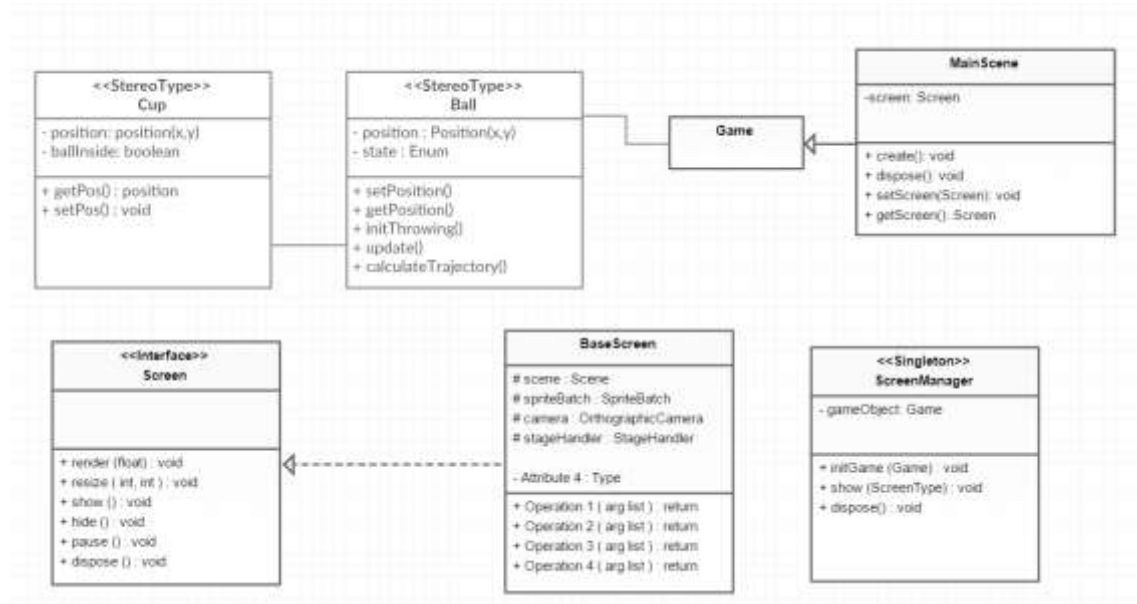 <<StereoType>>
Cup
- position: position(x,y)
- ballInside: boolean
+ getPos() : position
+ setPos() : void
<<StereoType>>
Ball
- position : Position(x,y)
- state : Enum
+ setPosition()
+ getPosition()
+ initThrowing()
+ update()
+ calculateTrajectory()
Game
MainScene
-screen: Screen
+ create(): void
+ dispose(): void
+ setScreen(Screen): void
+ getScreen(): Screen
<<Interface>>
Screen
+ render (float) : void
+ resize ( int, int ) : void
+ show () : void
+ hide () : void
+ pause () : void
+ dispose () : void
BaseScreen
# scene : Scene
# spriteBatch : SpriteBatch
# camera : OrthographicCamera
# stageHandler : StageHandler
- Attribute 4 : Type
+ Operation 1 ( arg list ) : return
+ Operation 2 ( arg list ) : return
+ Operation 3 ( arg list ) : return
+ Operation 4 ( arg list ) : return
<<Singleton>>
ScreenManager
- gameObject: Game
+ initGame (Game) : void
+ show (ScreenType) : void
+ dispose() : void